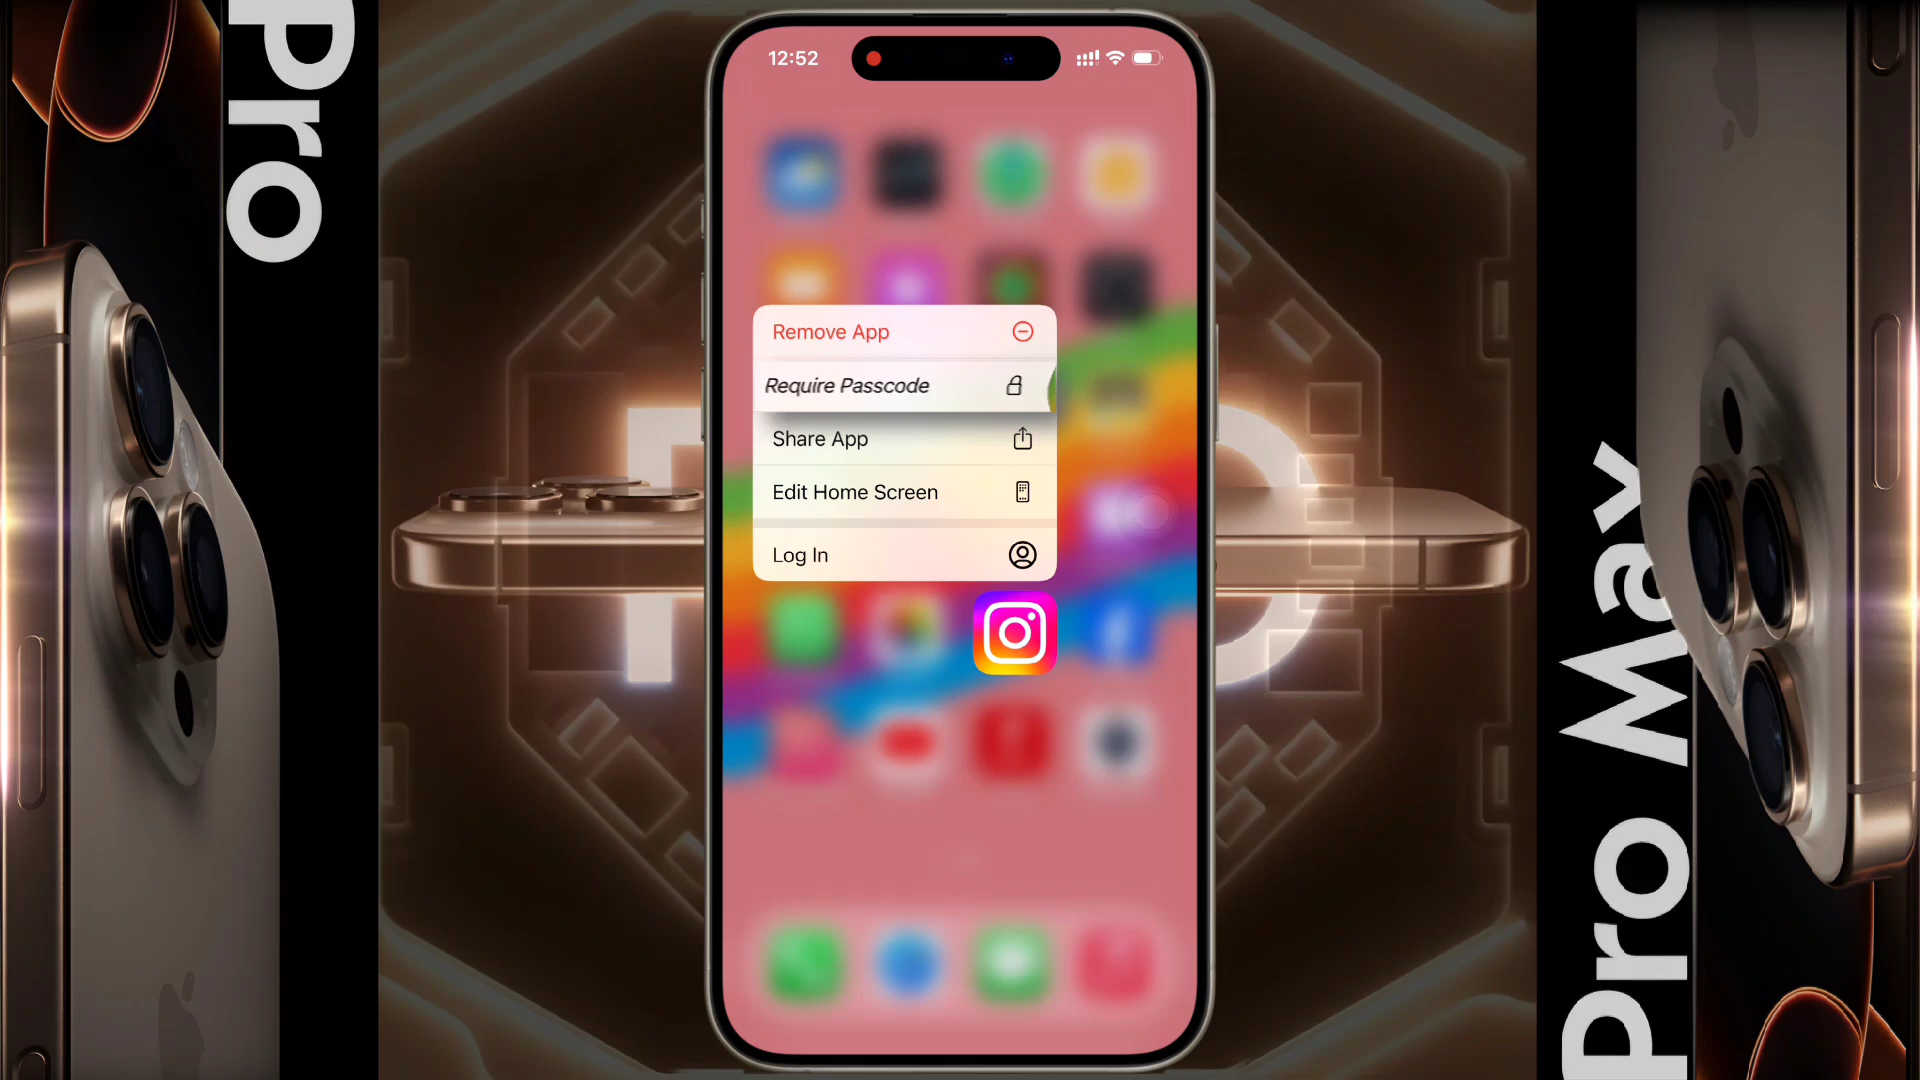 Pro
12:52
Remove App
Require Passcode
Share App
Edit Home Screen
Log In
Pro Max